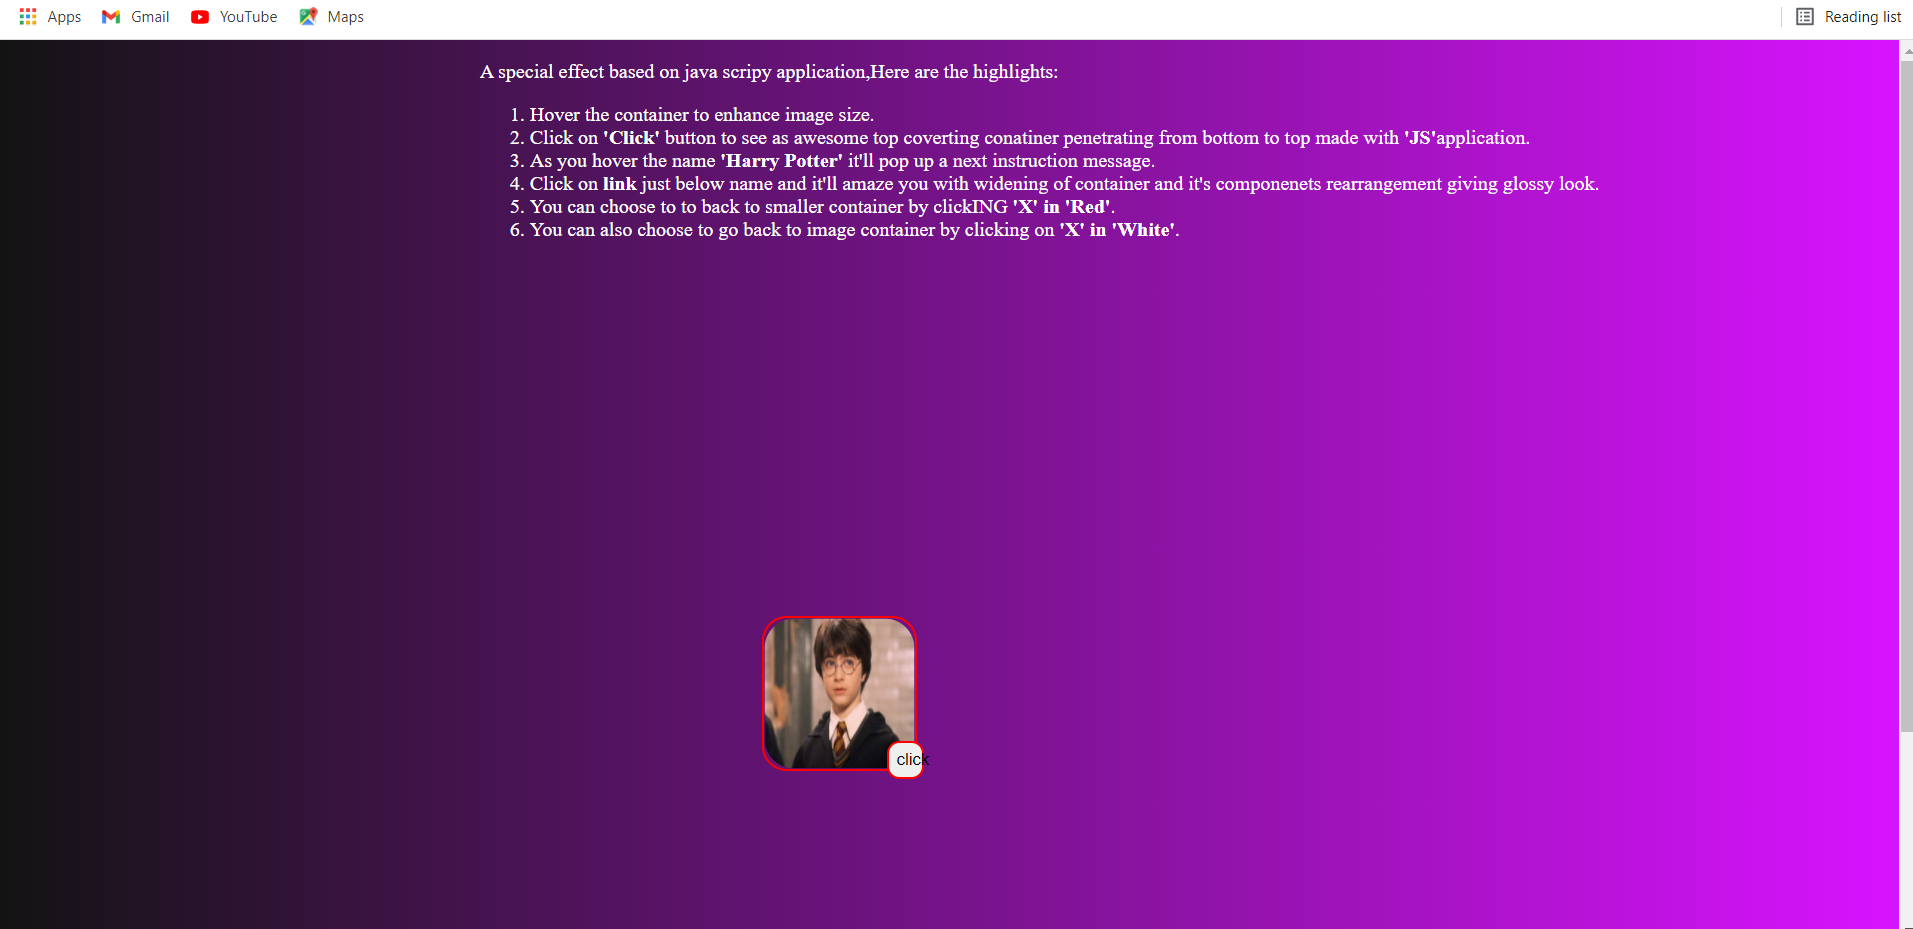 Apps Gmail YouTube Maps Reading list
A special effect based on java scripy application,Here are the highlights:
1. Hover the container to enhance image size.
2. Click on 'Click' button to see as awesome top coverting conatiner penetrating from bottom to top made with 'JS'application.
3. As you hover the name 'Harry Potter' it'll pop up a next instruction message.
4. Click on link just below name and it'll amaze you with widening of container and it's componenets rearrangement giving glossy look.
5. You can choose to to back to smaller container by clickING 'X' in 'Red'.
6. You can also choose to go back to image container by clicking on 'X' in 'White'.
click